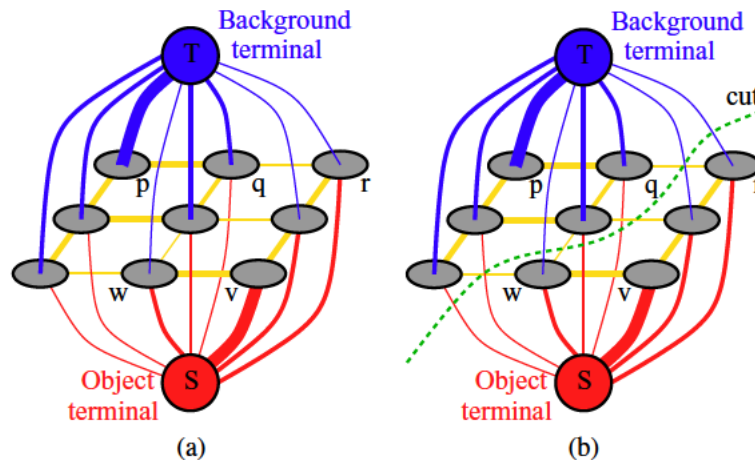 Background
terminal
T
p
q
r
w
v
S
Object
terminal
(a)
Background
terminal
T
cut
p
q
w
v
S
Object
terminal
(b)